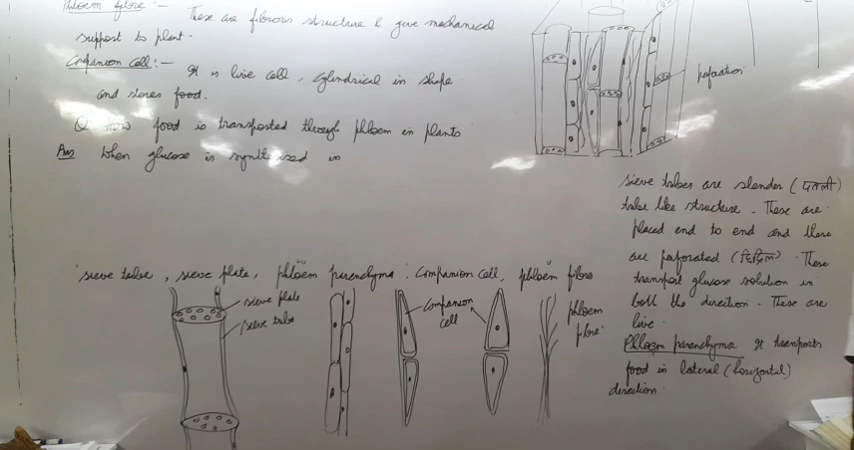 Phloem fibre :- These are fibrous structure & give mechanical
support to plant.
Companion Cell :- It is live cell, cylindrical in shape
and stores food.
Q how food is transported through phloem in plants
Ans When glucose is synthesized in
perforation
sieve tubes are slender (पतली)
tube like structure. These are
placed end to end and there
are perforated These
transport glucose solution in
both the direction. These are
live.
Phloem parenchyma It transports
food in lateral (horizontal)
direction.
sieve tube, sieve plate, phloem parenchyma. Companion cell, phloem fibre
sieve plate
sieve tube
Companion
cell
phloem
fibre.